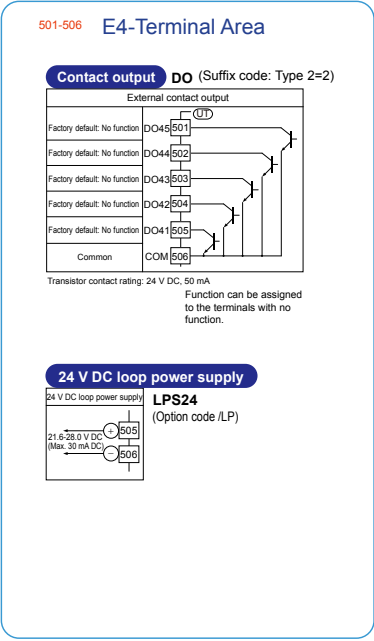 501-506 E4-Terminal Area
Contact output DO (Suffix code: Type 2=2)
External contact output
UT
Factory default: No function DO45 501
Factory default: No function DO44 502
Factory default: No function DO43 503
Factory default: No function DO42 504
Factory default: No function DO41 505
Common COM 506
Transistor contact rating: 24 V DC, 50 mA
Function can be assigned
to the terminals with no
function.
24 V DC loop power supply
24 V DC loop power supply LPS24
(Option code /LP)
21.6-28.0 V DC + 505
(Max. 30 mA DC) − 506